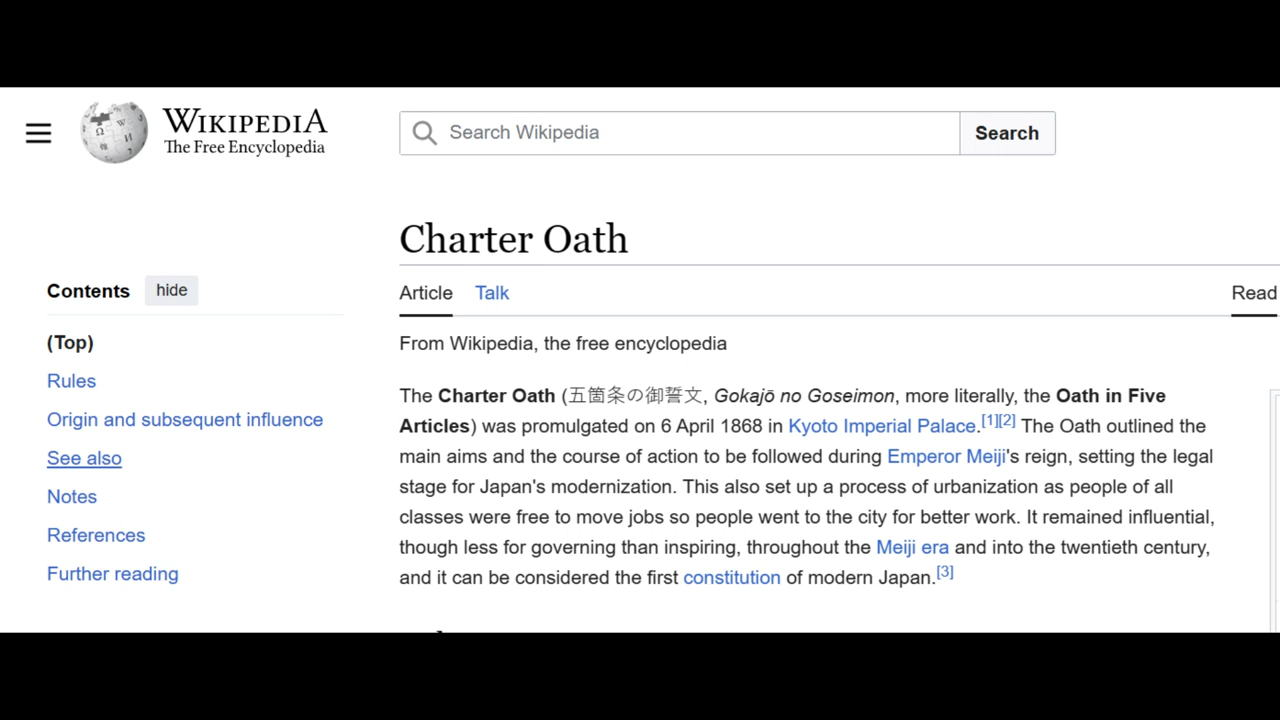 WIKIPEDIA
The Free Encyclopedia
Search Wikipedia
Search
Charter Oath
Contents hide
Article Talk Read
(Top)
From Wikipedia, the free encyclopedia
Rules
Origin and subsequent influence
See also
Notes
References
Further reading
The Charter Oath (五箇条の御誓文, Gokajō no Goseimon, more literally, the Oath in Five
Articles) was promulgated on 6 April 1868 in Kyoto Imperial Palace.[1][2] The Oath outlined the
main aims and the course of action to be followed during Emperor Meiji's reign, setting the legal
stage for Japan's modernization. This also set up a process of urbanization as people of all
classes were free to move jobs so people went to the city for better work. It remained influential,
though less for governing than inspiring, throughout the Meiji era and into the twentieth century,
and it can be considered the first constitution of modern Japan.[3]